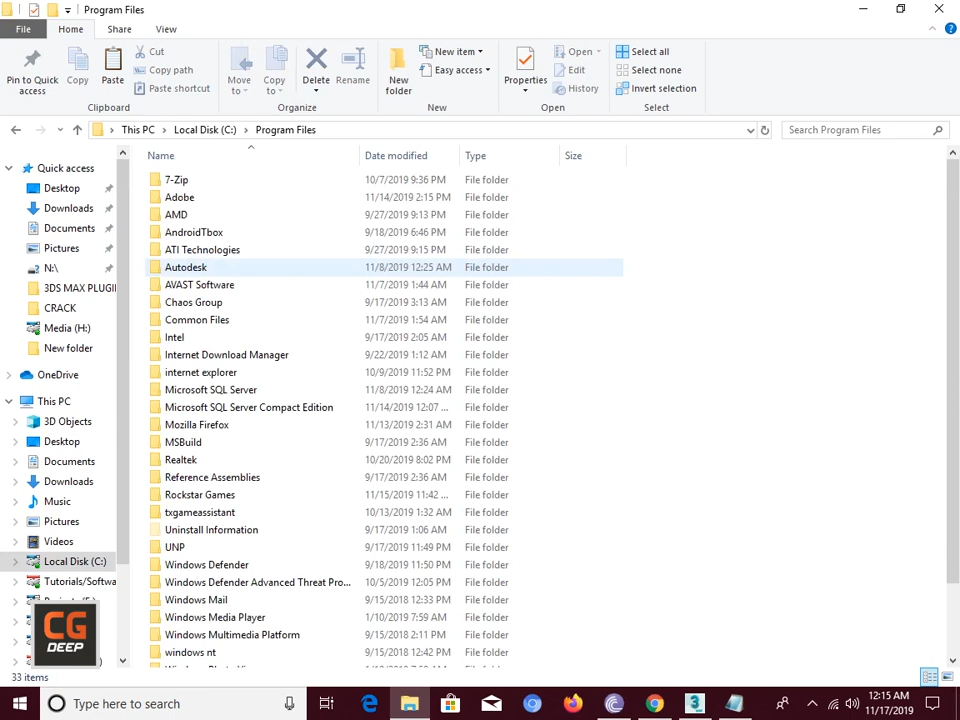 Program Files
File Home Share View
Pin to Quick access
Copy
Paste
Cut
Copy path
Paste shortcut
Clipboard
Move to
Copy to
Delete
Rename
Organize
New folder
New item
Easy access
New
Properties
Open
Edit
History
Open
Select all
Select none
Invert selection
Select
This PC Local Disk (C:) Program Files
Search Program Files
Quick access
Desktop
Downloads
Documents
Pictures
N:\
3DS MAX PLUGI
CRACK
Media (H:)
New folder
OneDrive
This PC
3D Objects
Desktop
Documents
Downloads
Music
Pictures
Videos
Local Disk (C:)
Tutorials/Softwa
CG
DEEP
Name Date modified Type Size
7-Zip 10/7/2019 9:36 PM File folder
Adobe 11/14/2019 2:15 PM File folder
AMD 9/27/2019 9:13 PM File folder
AndroidTbox 9/18/2019 6:46 PM File folder
ATI Technologies 9/27/2019 9:15 PM File folder
Autodesk 11/8/2019 12:25 AM File folder
AVAST Software 11/7/2019 1:44 AM File folder
Chaos Group 9/17/2019 3:13 AM File folder
Common Files 11/7/2019 1:54 AM File folder
Intel 9/17/2019 2:05 AM File folder
Internet Download Manager 9/22/2019 1:12 AM File folder
internet explorer 10/9/2019 11:52 PM File folder
Microsoft SQL Server 11/8/2019 12:24 AM File folder
Microsoft SQL Server Compact Edition 11/14/2019 12:07 ... File folder
Mozilla Firefox 11/13/2019 2:31 AM File folder
MSBuild 9/17/2019 2:36 AM File folder
Realtek 10/20/2019 8:02 PM File folder
Reference Assemblies 9/17/2019 2:36 AM File folder
Rockstar Games 11/15/2019 11:42 ... File folder
txgameassistant 10/13/2019 1:32 AM File folder
Uninstall Information 9/17/2019 1:06 AM File folder
UNP 9/17/2019 11:49 PM File folder
Windows Defender 9/18/2019 11:50 PM File folder
Windows Defender Advanced Threat Pro... 10/5/2019 12:05 PM File folder
Windows Mail 9/15/2018 12:33 PM File folder
Windows Media Player 1/10/2019 7:59 AM File folder
Windows Multimedia Platform 9/15/2018 2:11 PM File folder
windows nt 9/15/2018 12:42 PM File folder
33 items
Type here to search
12:15 AM
11/17/2019